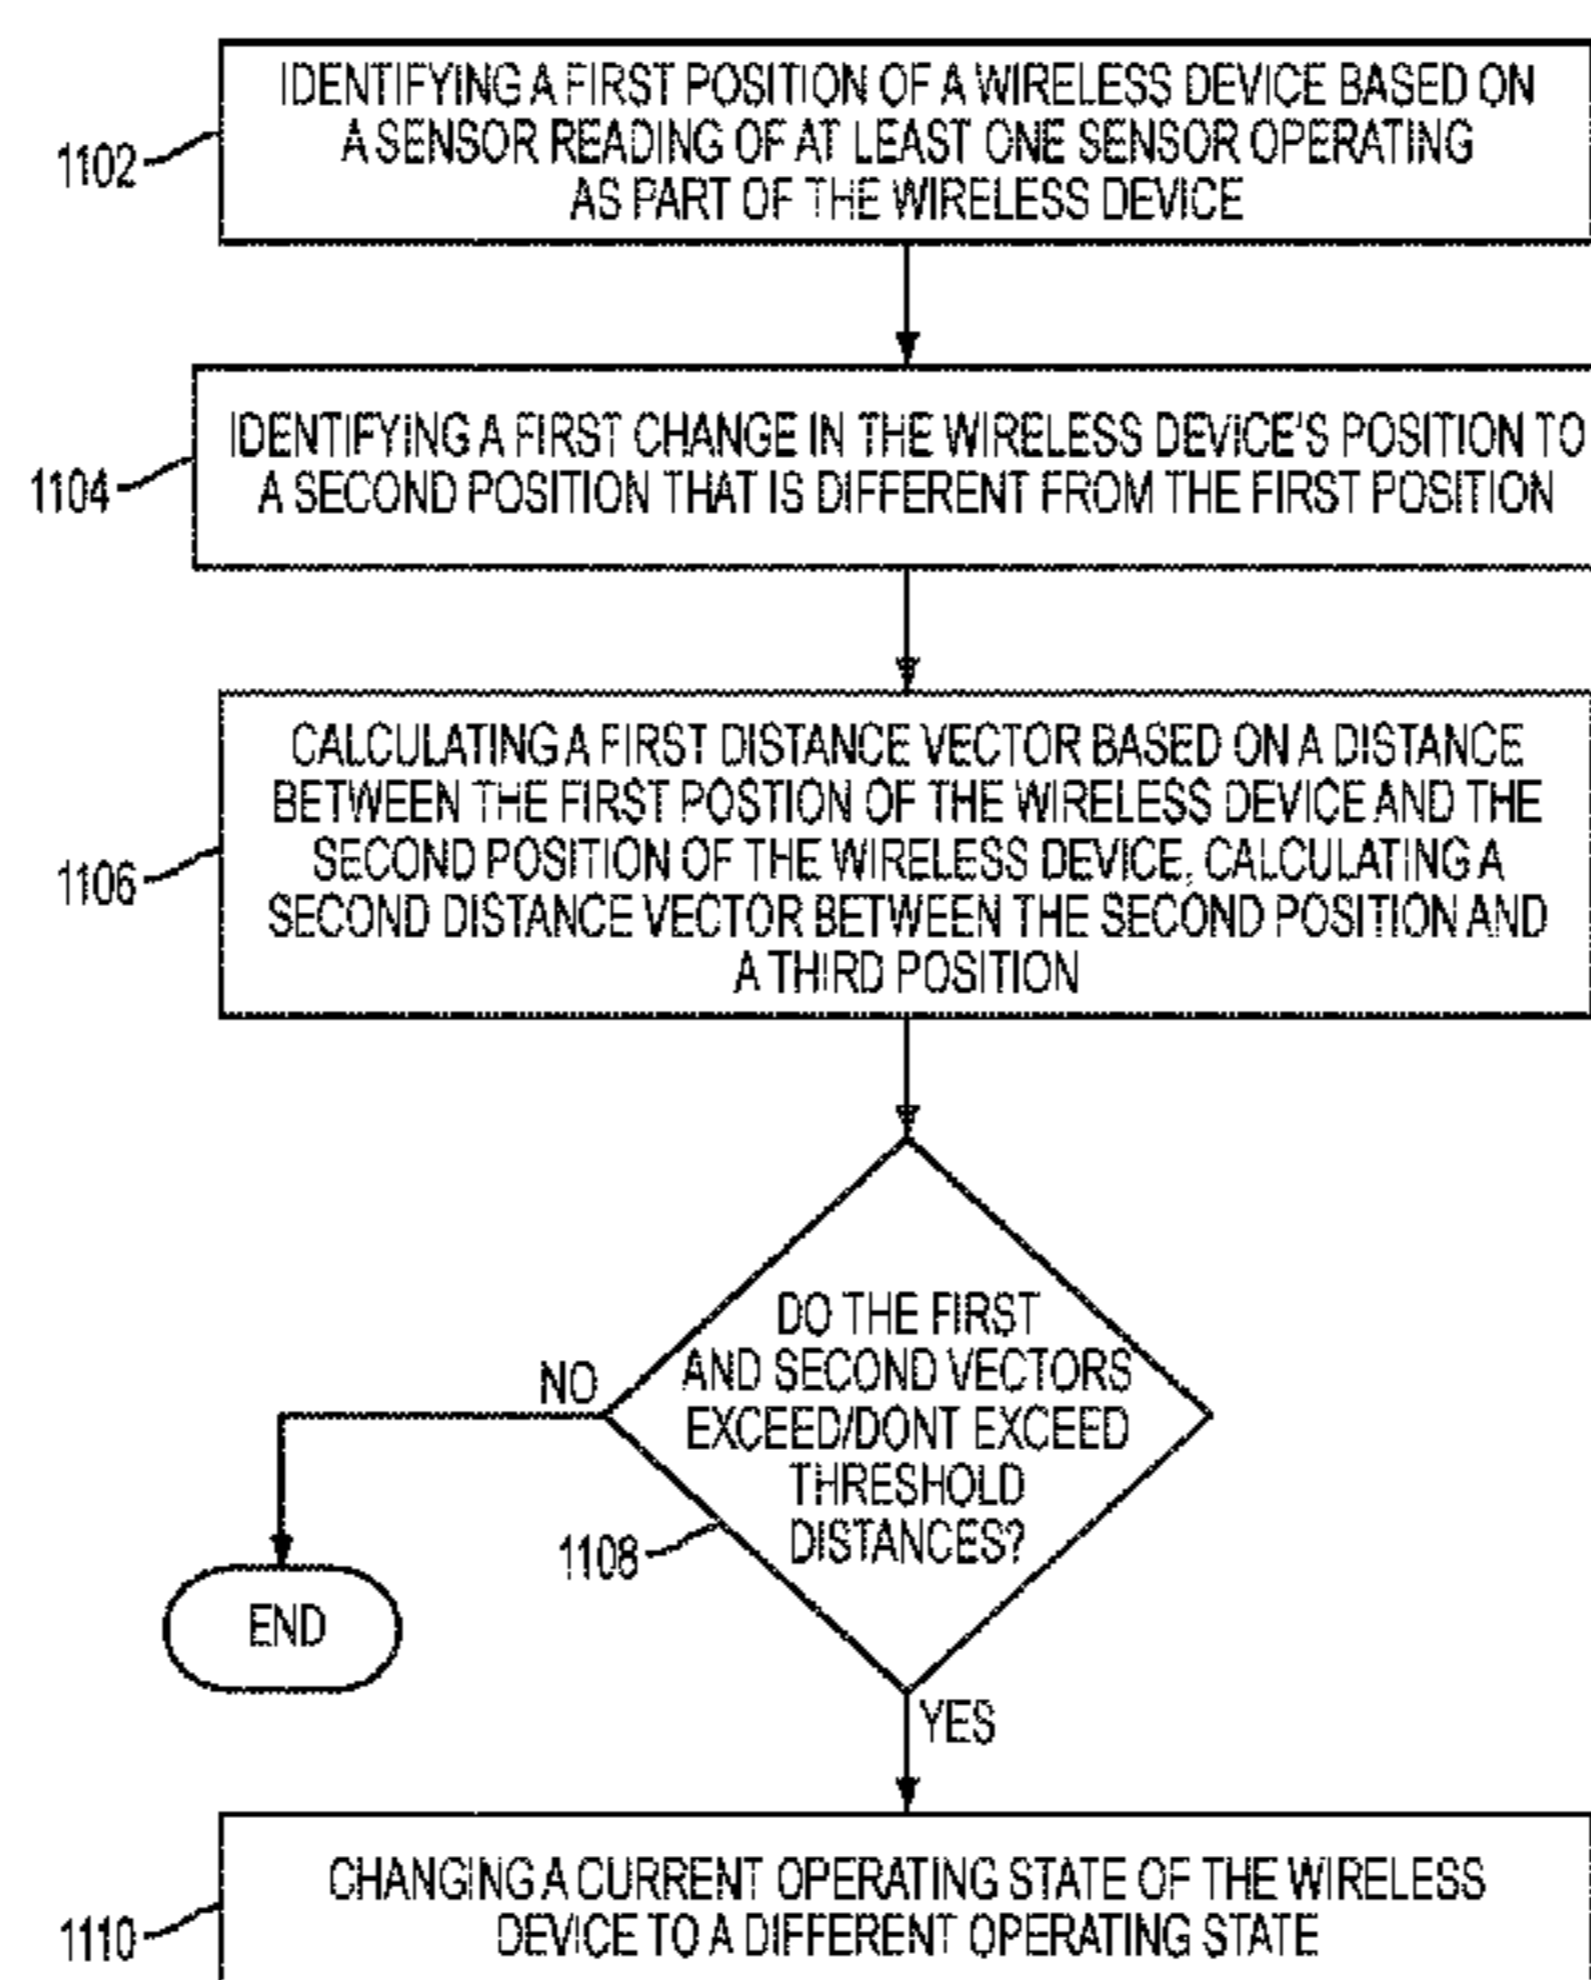 IDENTIFYING A FIRST POSITION OF A WIRELESS DEVICE BASED ON
A SENSOR READING OF AT LEAST ONE SENSOR OPERATING
AS PART OF THE WIRELESS DEVICE
1102
IDENTIFYING A FIRST CHANGE IN THE WIRELESS DEVICE'S POSITION TO
A SECOND POSITION THAT IS DIFFERENT FROM THE FIRST POSITION
1104
CALCULATING A FIRST DISTANCE VECTOR BASED ON A DISTANCE
BETWEEN THE FIRST POSTION OF THE WIRELESS DEVICE AND THE
SECOND POSITION OF THE WIRELESS DEVICE, CALCULATING A
SECOND DISTANCE VECTOR BETWEEN THE SECOND POSITION AND
A THIRD POSITION
1106
DO THE FIRST
AND SECOND VECTORS
EXCEED/DONT EXCEED
THRESHOLD
DISTANCES?
1108
NO
END
YES
CHANGING A CURRENT OPERATING STATE OF THE WIRELESS
DEVICE TO A DIFFERENT OPERATING STATE
1110